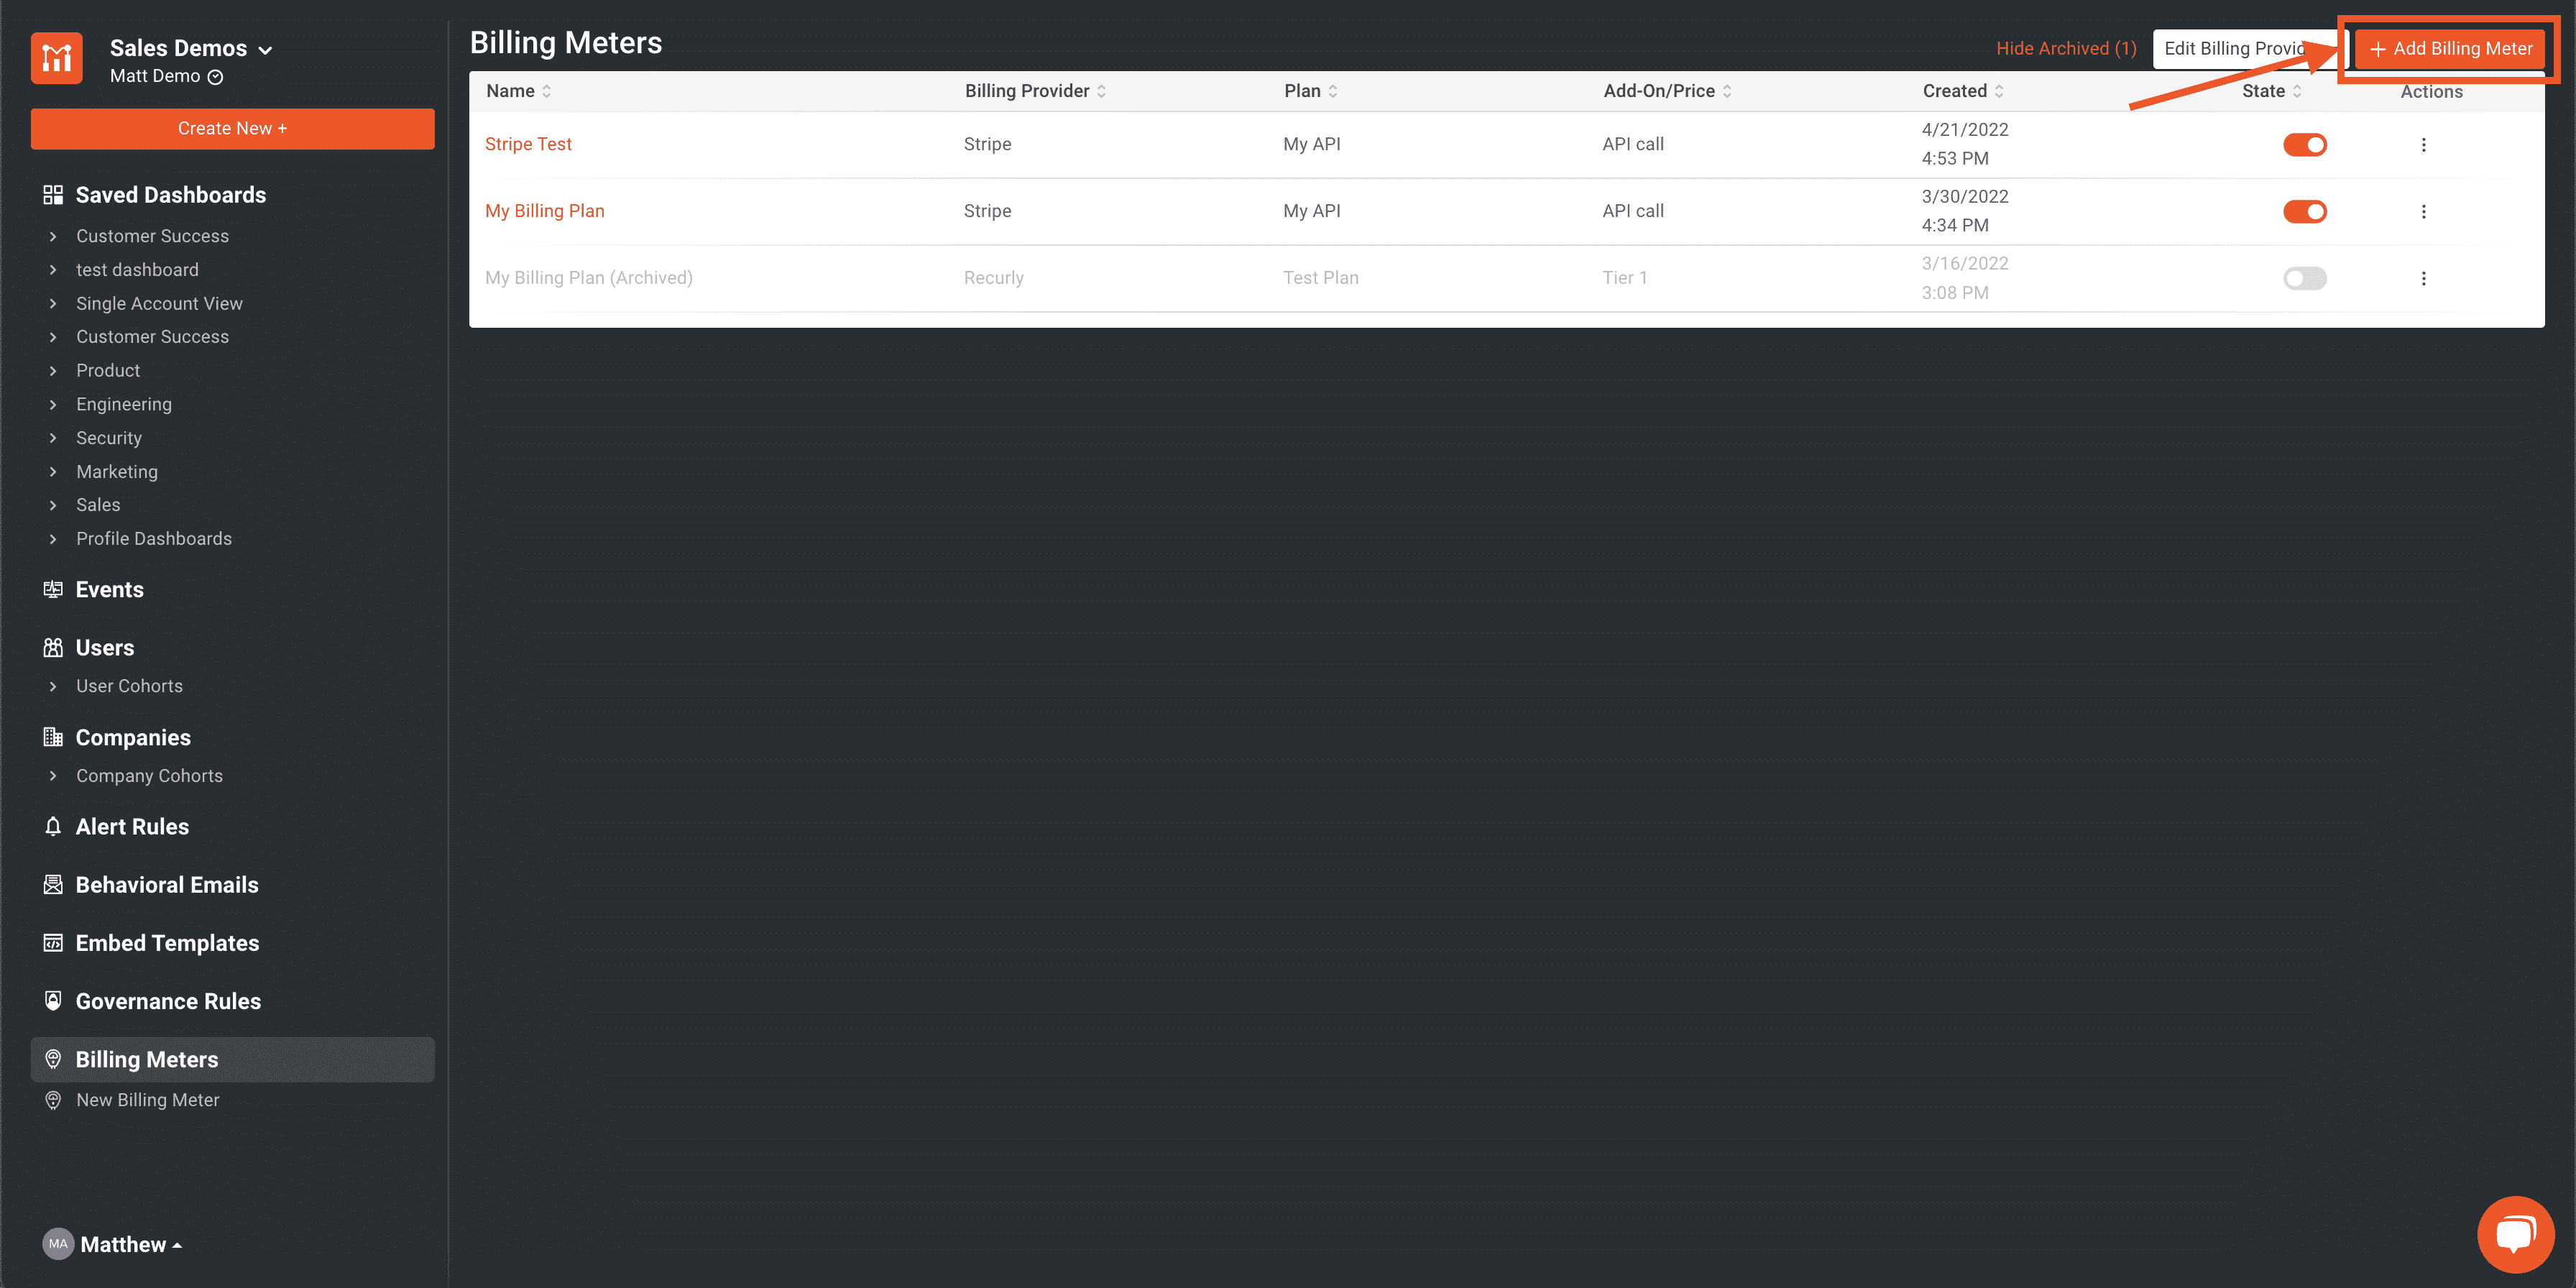 Sales Demos
Matt Demo
Create New +
Saved Dashboards
Customer Success
test dashboard
Single Account View
Customer Success
Product
Engineering
Security
Marketing
Sales
Profile Dashboards
Events
Users
User Cohorts
Companies
Company Cohorts
Alert Rules
Behavioral Emails
Embed Templates
Governance Rules
Billing Meters
New Billing Meter
MA Matthew
Billing Meters
Hide Archived (1) Edit Billing + Add Billing Meter
Name Billing Provider Plan Add-On/Price Created State Actions
Stripe Test Stripe My API API call 4/21/2022
4:53 PM
My Billing Plan Stripe My API API call 3/30/2022
4:34 PM
My Billing Plan (Archived) Recurly Test Plan Tier 1 3/16/2022
3:08 PM